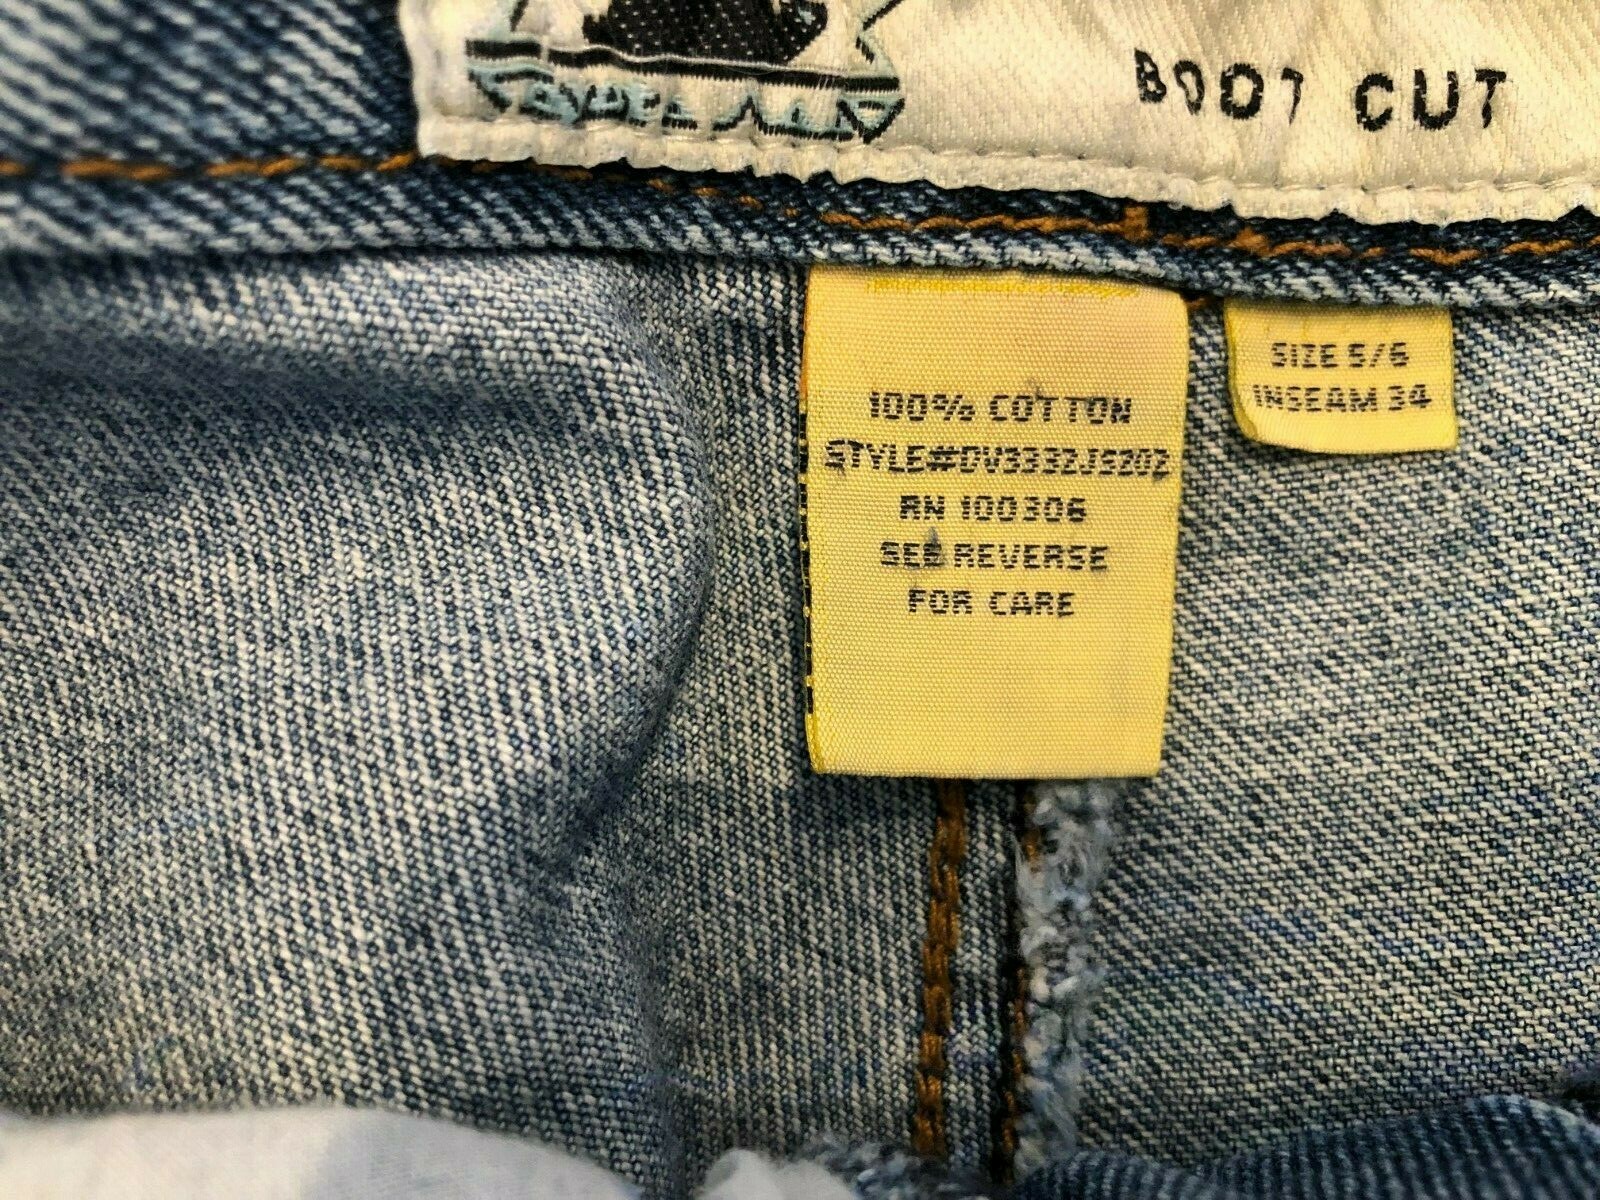 BOOT CUT
100% COTTON
STYLE#DV3332JS202
RN 100306
SEE REVERSE
FOR CARE
SIZE 5/6
INSEAM 34